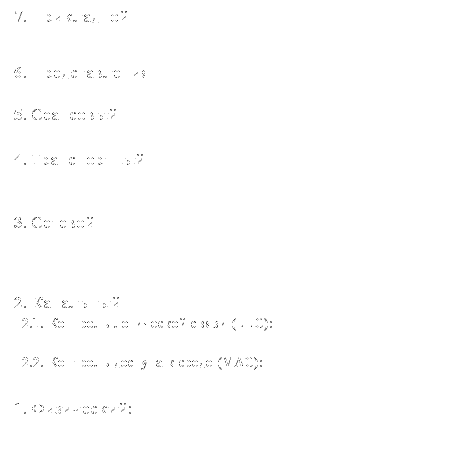 7. Прикладной
6. Представления
5. Сеансовый
4. Транспортный
3. Сетевой
2. Канальный
2.1. Контроль логической связи (LLC):
2.2. Контроль доступа к среде (MAC):
1. Физический: